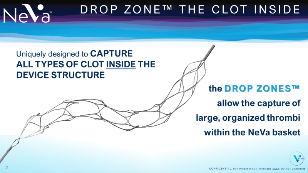 NeVa™
DROP ZONE™ THE CLOT INSIDE
Uniquely designed to CAPTURE
ALL TYPES OF CLOT INSIDE THE
DEVICE STRUCTURE
the DROP ZONES™
allow the capture of
large, organized thrombi
within the NeVa basket